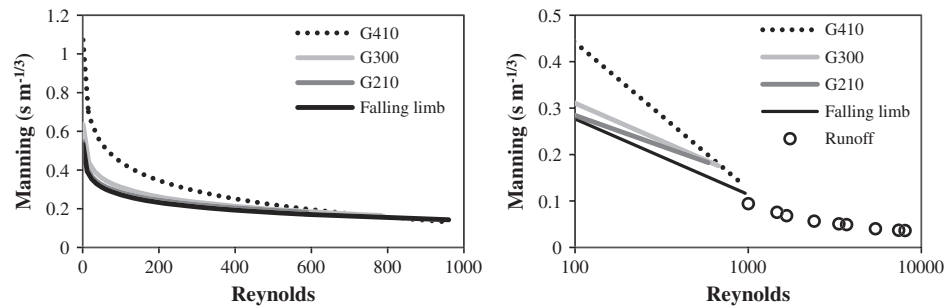 1.2
1
0.8
0.6
0.4
0.2
0
Manning (s m-1/3)
0
200
400
600
800
1000
Reynolds
G410
G300
G210
Falling limb
0.5
0.4
0.3
0.2
0.1
0
Manning (s m-1/3)
100
1000
10000
Reynolds
G410
G300
G210
Falling limb
Runoff